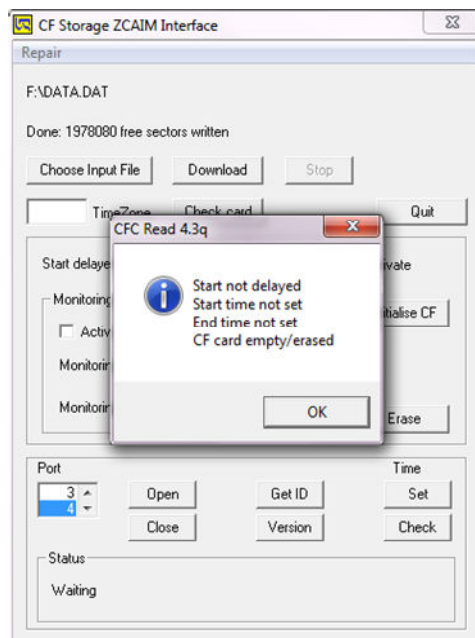 CF Storage ZCAIM Interface
Repair
F:\DATA.DAT
Done: 1978080 free sectors written
Choose Input File Download Stop
TimeZone Check card Quit
CFC Read 4.3q
Start not delayed
Start time not set
End time not set
CF card empty/erased
OK
Start delaye ivate
Monitoring
Activ itialise CF
Monitorir
Monitorir Erase
Port Time
3 Open Get ID Set
4
Close Version Check
Status
Waiting